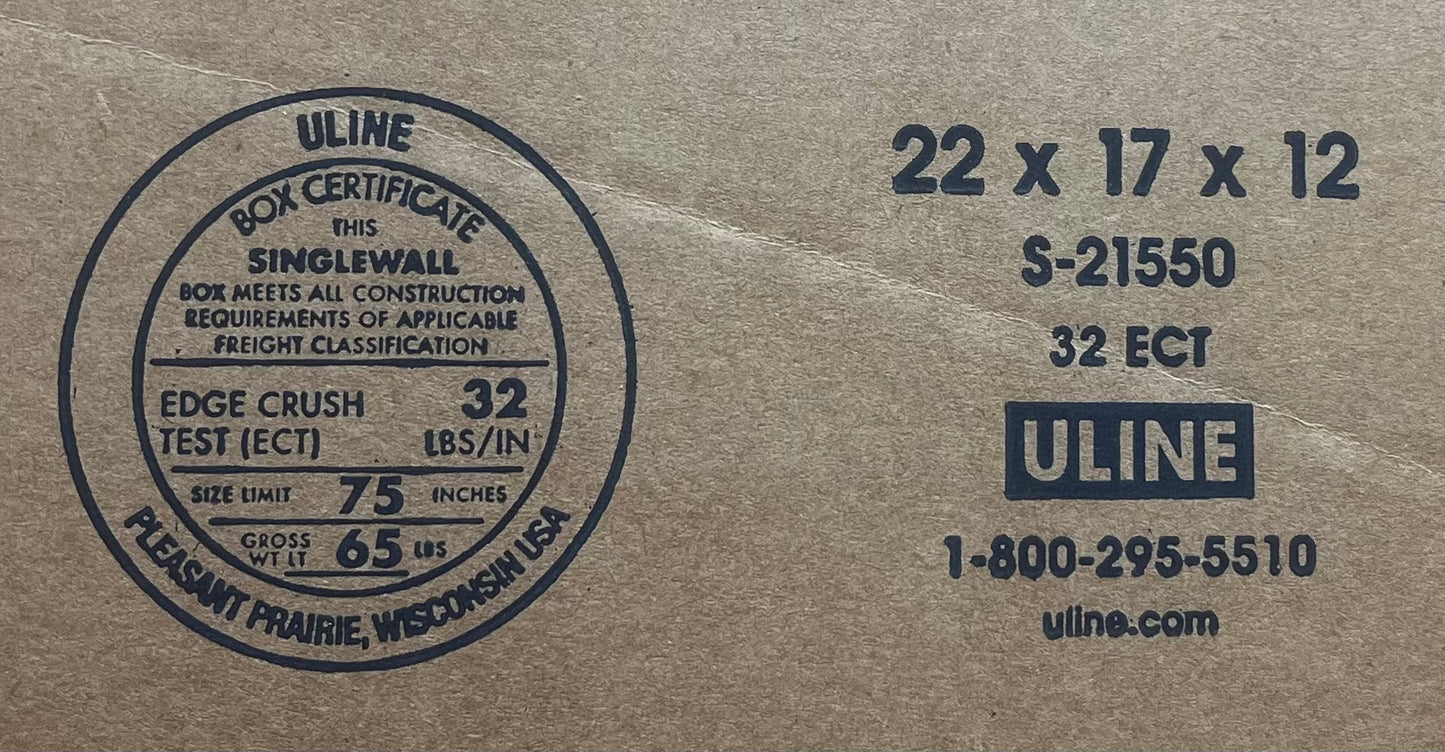 ULINE
BOX CERTIFICATE
THIS
SINGLEWALL
BOX MEETS ALL CONSTRUCTION
REQUIREMENTS OF APPLICABLE
FREIGHT CLASSIFICATION
EDGE CRUSH 32
TEST (ECT) LBS/IN
SIZE LIMIT 75 INCHES
GROSS
WT LT 65 LBS
PLEASANT PRAIRIE, WISCONSIN USA
22 x 17 x 12
S-21550
32 ECT
ULINE
1-800-295-5510
uline.com